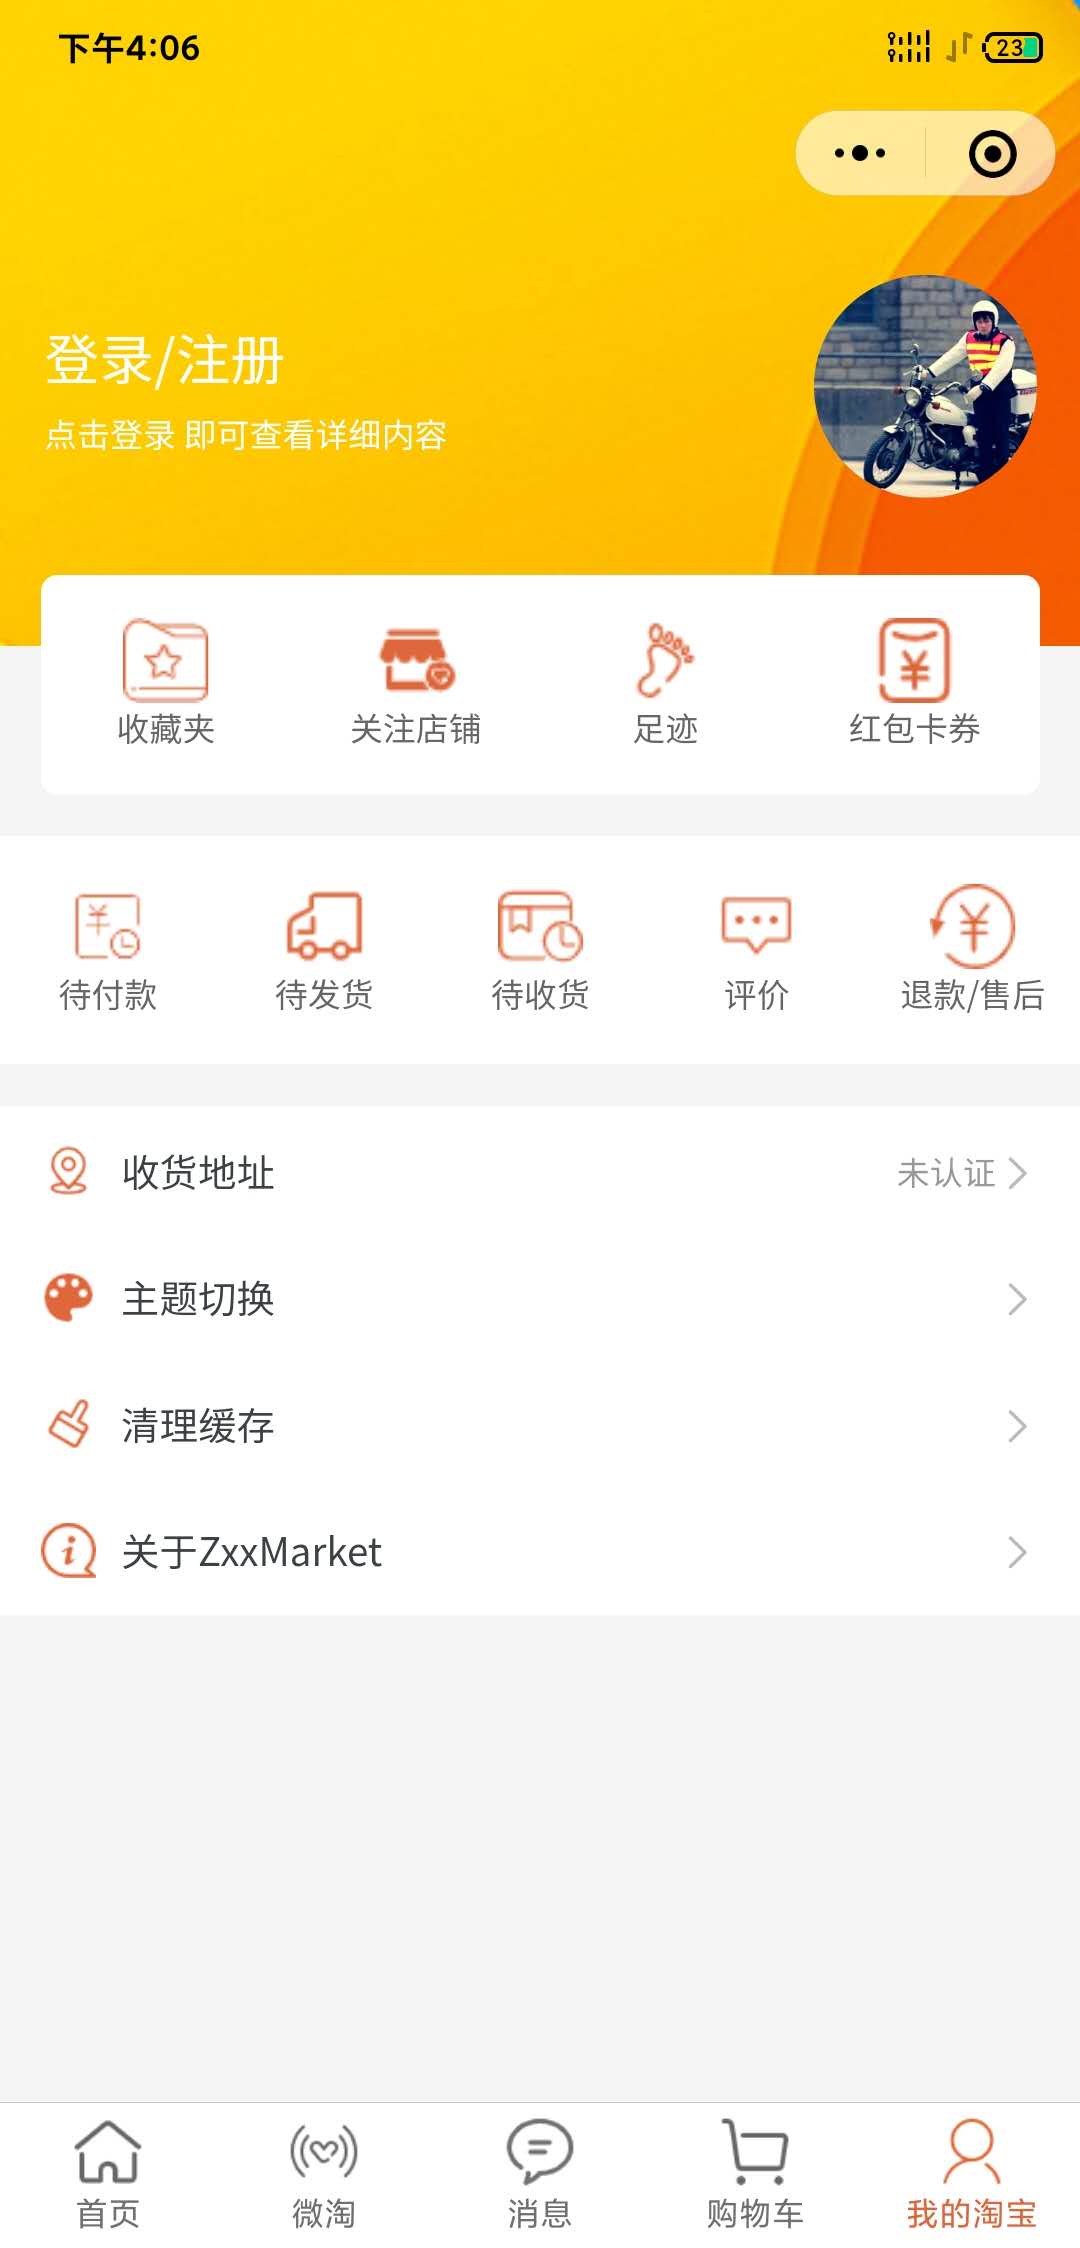 下午4:06
23
登录/注册
点击登录 即可查看详细内容
收藏夹 关注店铺 足迹 红包卡券
待付款 待发货 待收货 评价 退款/售后
收货地址 未认证
主题切换
清理缓存
关于ZxxMarket
首页 微淘 消息 购物车 我的淘宝